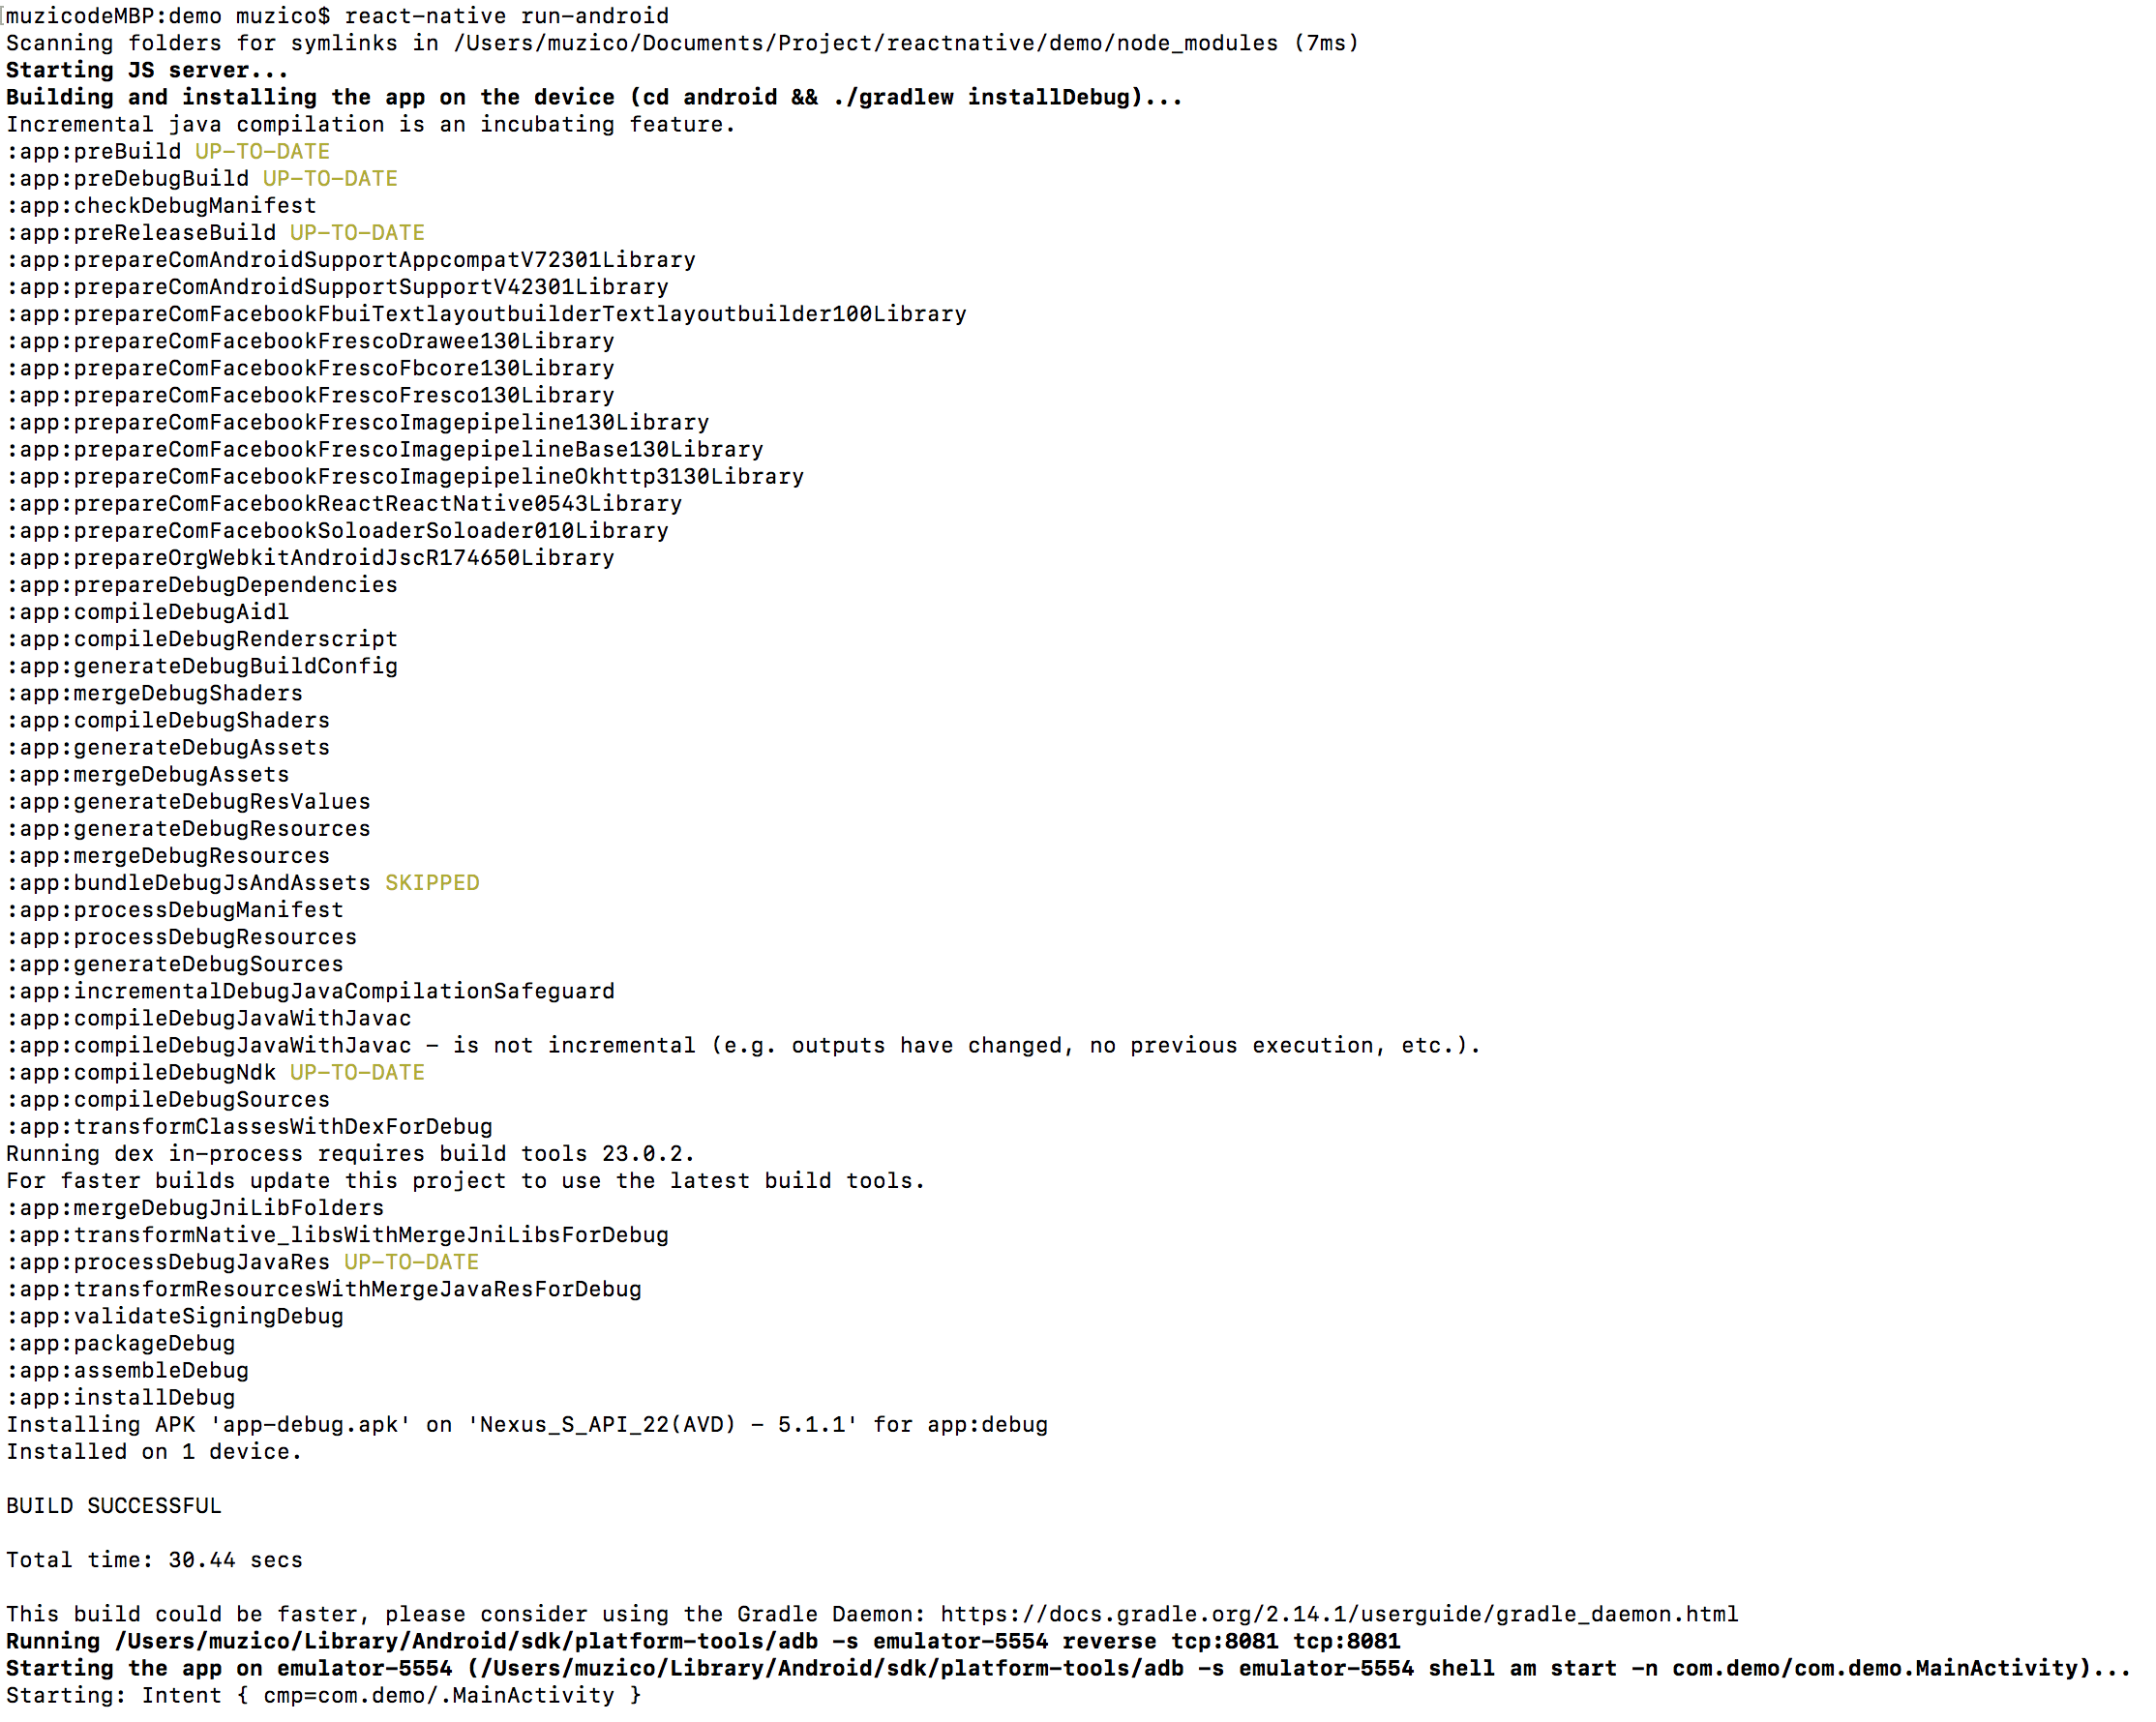 muzicodeMBP:demo muzico$ react-native run-android
Scanning folders for symlinks in /Users/muzico/Documents/Project/reactnative/demo/node_modules (7ms)
Starting JS server...
Building and installing the app on the device (cd android && ./gradlew installDebug)...
Incremental java compilation is an incubating feature.
:app:preBuild UP-TO-DATE
:app:preDebugBuild UP-TO-DATE
:app:checkDebugManifest
:app:preReleaseBuild UP-TO-DATE
:app:prepareComAndroidSupportAppcompatV72301Library
:app:prepareComAndroidSupportSupportV42301Library
:app:prepareComFacebookFbuiTextlayoutbuilderTextlayoutbuilder100Library
:app:prepareComFacebookFrescoDrawee130Library
:app:prepareComFacebookFrescoFbcore130Library
:app:prepareComFacebookFrescoFresco130Library
:app:prepareComFacebookFrescoImagepipeline130Library
:app:prepareComFacebookFrescoImagepipelineBase130Library
:app:prepareComFacebookFrescoImagepipelineOkhttp3130Library
:app:prepareComFacebookReactReactNative0543Library
:app:prepareComFacebookSoloaderSoloader010Library
:app:prepareOrgWebkitAndroidJscR174650Library
:app:prepareDebugDependencies
:app:compileDebugAidl
:app:compileDebugRenderscript
:app:generateDebugBuildConfig
:app:mergeDebugShaders
:app:compileDebugShaders
:app:generateDebugAssets
:app:mergeDebugAssets
:app:generateDebugResValues
:app:generateDebugResources
:app:mergeDebugResources
:app:bundleDebugJsAndAssets SKIPPED
:app:processDebugManifest
:app:processDebugResources
:app:generateDebugSources
:app:incrementalDebugJavaCompilationSafeguard
:app:compileDebugJavaWithJavac
:app:compileDebugJavaWithJavac - is not incremental (e.g. outputs have changed, no previous execution, etc.).
:app:compileDebugNdk UP-TO-DATE
:app:compileDebugSources
:app:transformClassesWithDexForDebug
Running dex in-process requires build tools 23.0.2.
For faster builds update this project to use the latest build tools.
:app:mergeDebugJniLibFolders
:app:transformNative_libsWithMergeJniLibsForDebug
:app:processDebugJavaRes UP-TO-DATE
:app:transformResourcesWithMergeJavaResForDebug
:app:validateSigningDebug
:app:packageDebug
:app:assembleDebug
:app:installDebug
Installing APK 'app-debug.apk' on 'Nexus_S_API_22(AVD) - 5.1.1' for app:debug
Installed on 1 device.
BUILD SUCCESSFUL
Total time: 30.44 secs
This build could be faster, please consider using the Gradle Daemon: https://docs.gradle.org/2.14.1/userguide/gradle_daemon.html
Running /Users/muzico/Library/Android/sdk/platform-tools/adb -s emulator-5554 reverse tcp:8081 tcp:8081
Starting the app on emulator-5554 (/Users/muzico/Library/Android/sdk/platform-tools/adb -s emulator-5554 shell am start -n com.demo/com.demo.MainActivity)...
Starting: Intent { cmp=com.demo/.MainActivity }